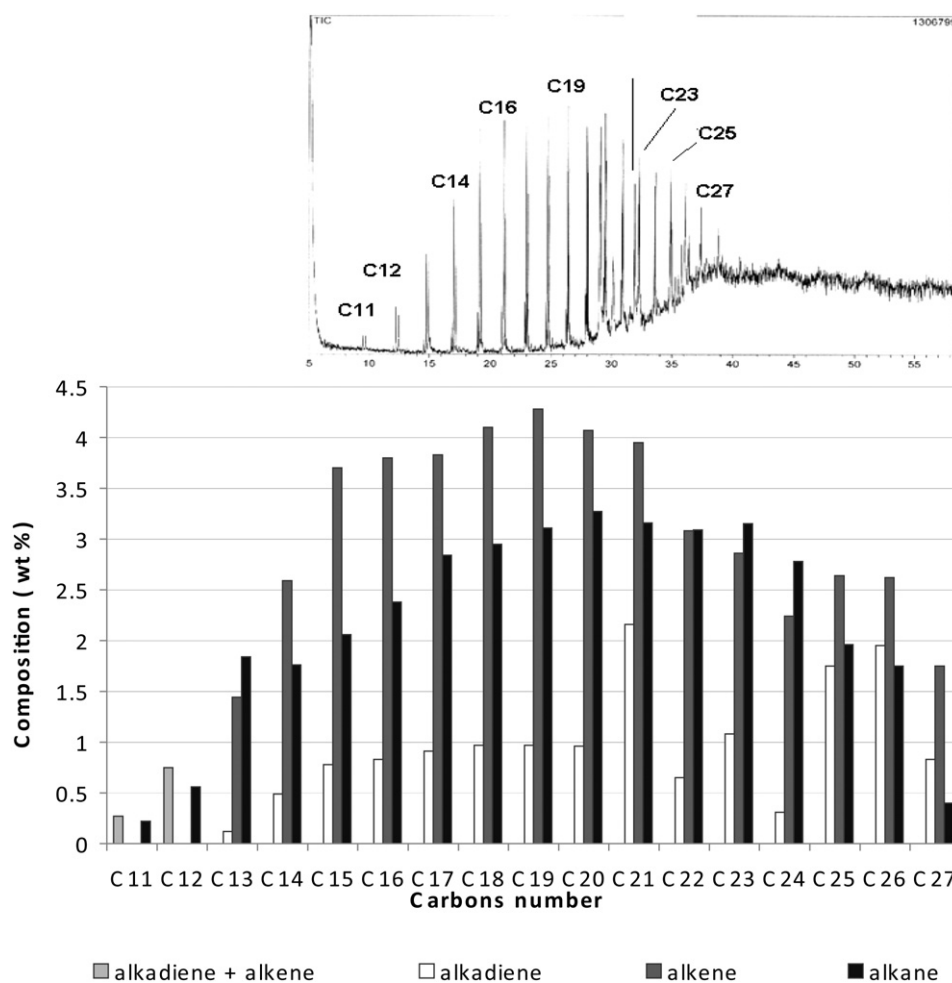 TIC
1306799
C19
C16
C23
C25
C14
C27
C12
C11
5 10 15 20 25 30 35 40 45 50 55
4.5
4
3.5
3
2.5
2
1.5
1
0.5
0
Composition ( wt %)
C 11 C 12 C 13 C 14 C 15 C 16 C 17 C 18 C 19 C 20 C 21 C 22 C 23 C 24 C 25 C 26 C 27
Carbons number
alkadiene + alkene alkadiene alkene alkane